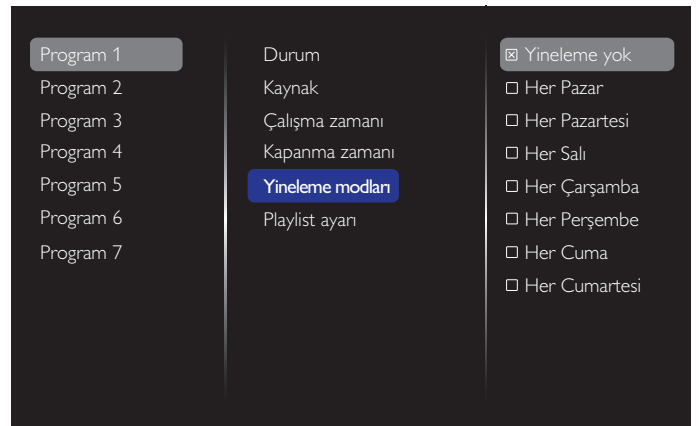 Program 1
Program 2
Program 3
Program 4
Program 5
Program 6
Program 7
Durum
Kaynak
Çalışma zamanı
Kapanma zamanı
Yineleme modları
Playlist ayarı
Yineleme yok
Her Pazar
Her Pazartesi
Her Salı
Her Çarşamba
Her Perşembe
Her Cuma
Her Cumartesi